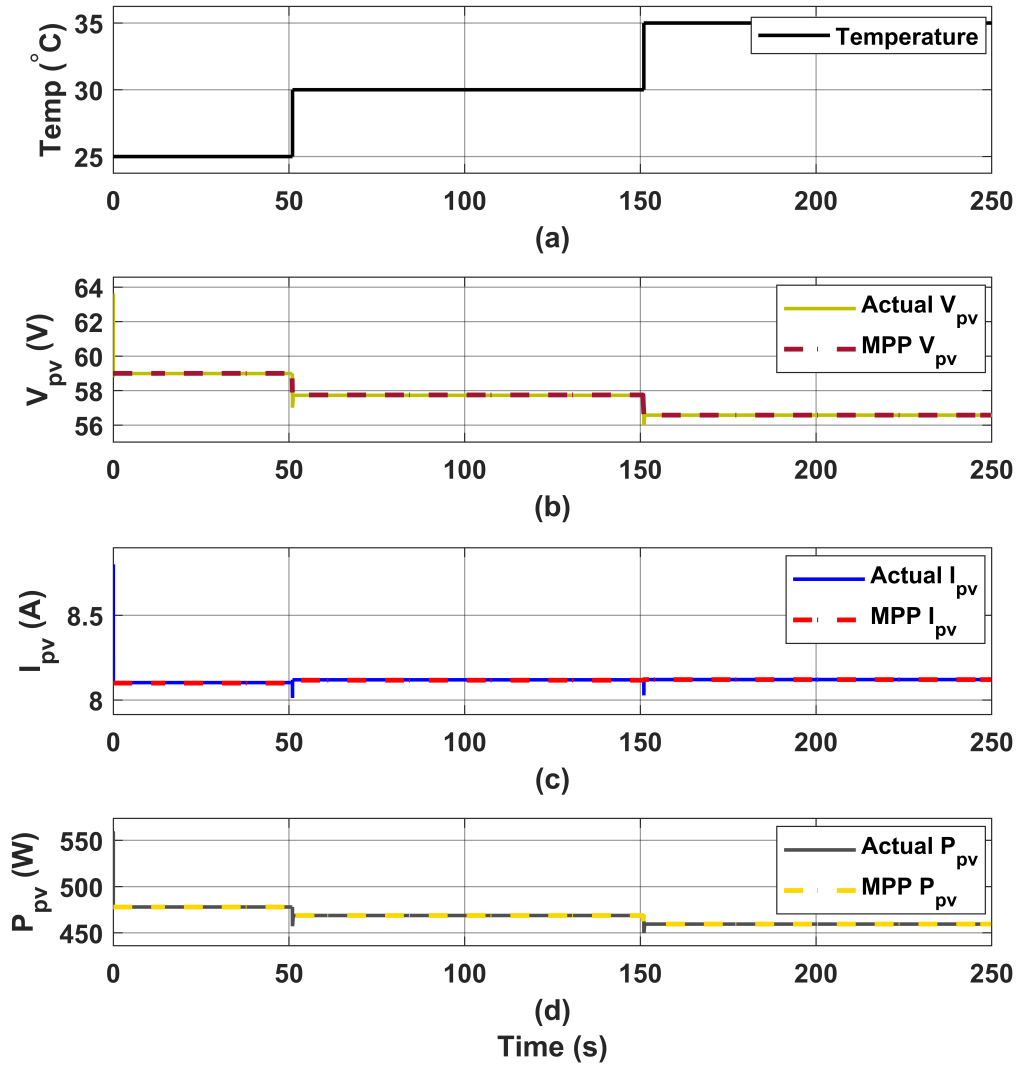 Temp (°C)
35
30
25
Temperature
0 50 100 150 200 250
(a)
V_pv (V)
64
62
60
58
56
Actual V_pv
MPP V_pv
0 50 100 150 200 250
(b)
I_pv (A)
8.5
8
Actual I_pv
MPP I_pv
0 50 100 150 200 250
(c)
P_pv (W)
550
500
450
Actual P_pv
MPP P_pv
0 50 100 150 200 250
(d)
Time (s)